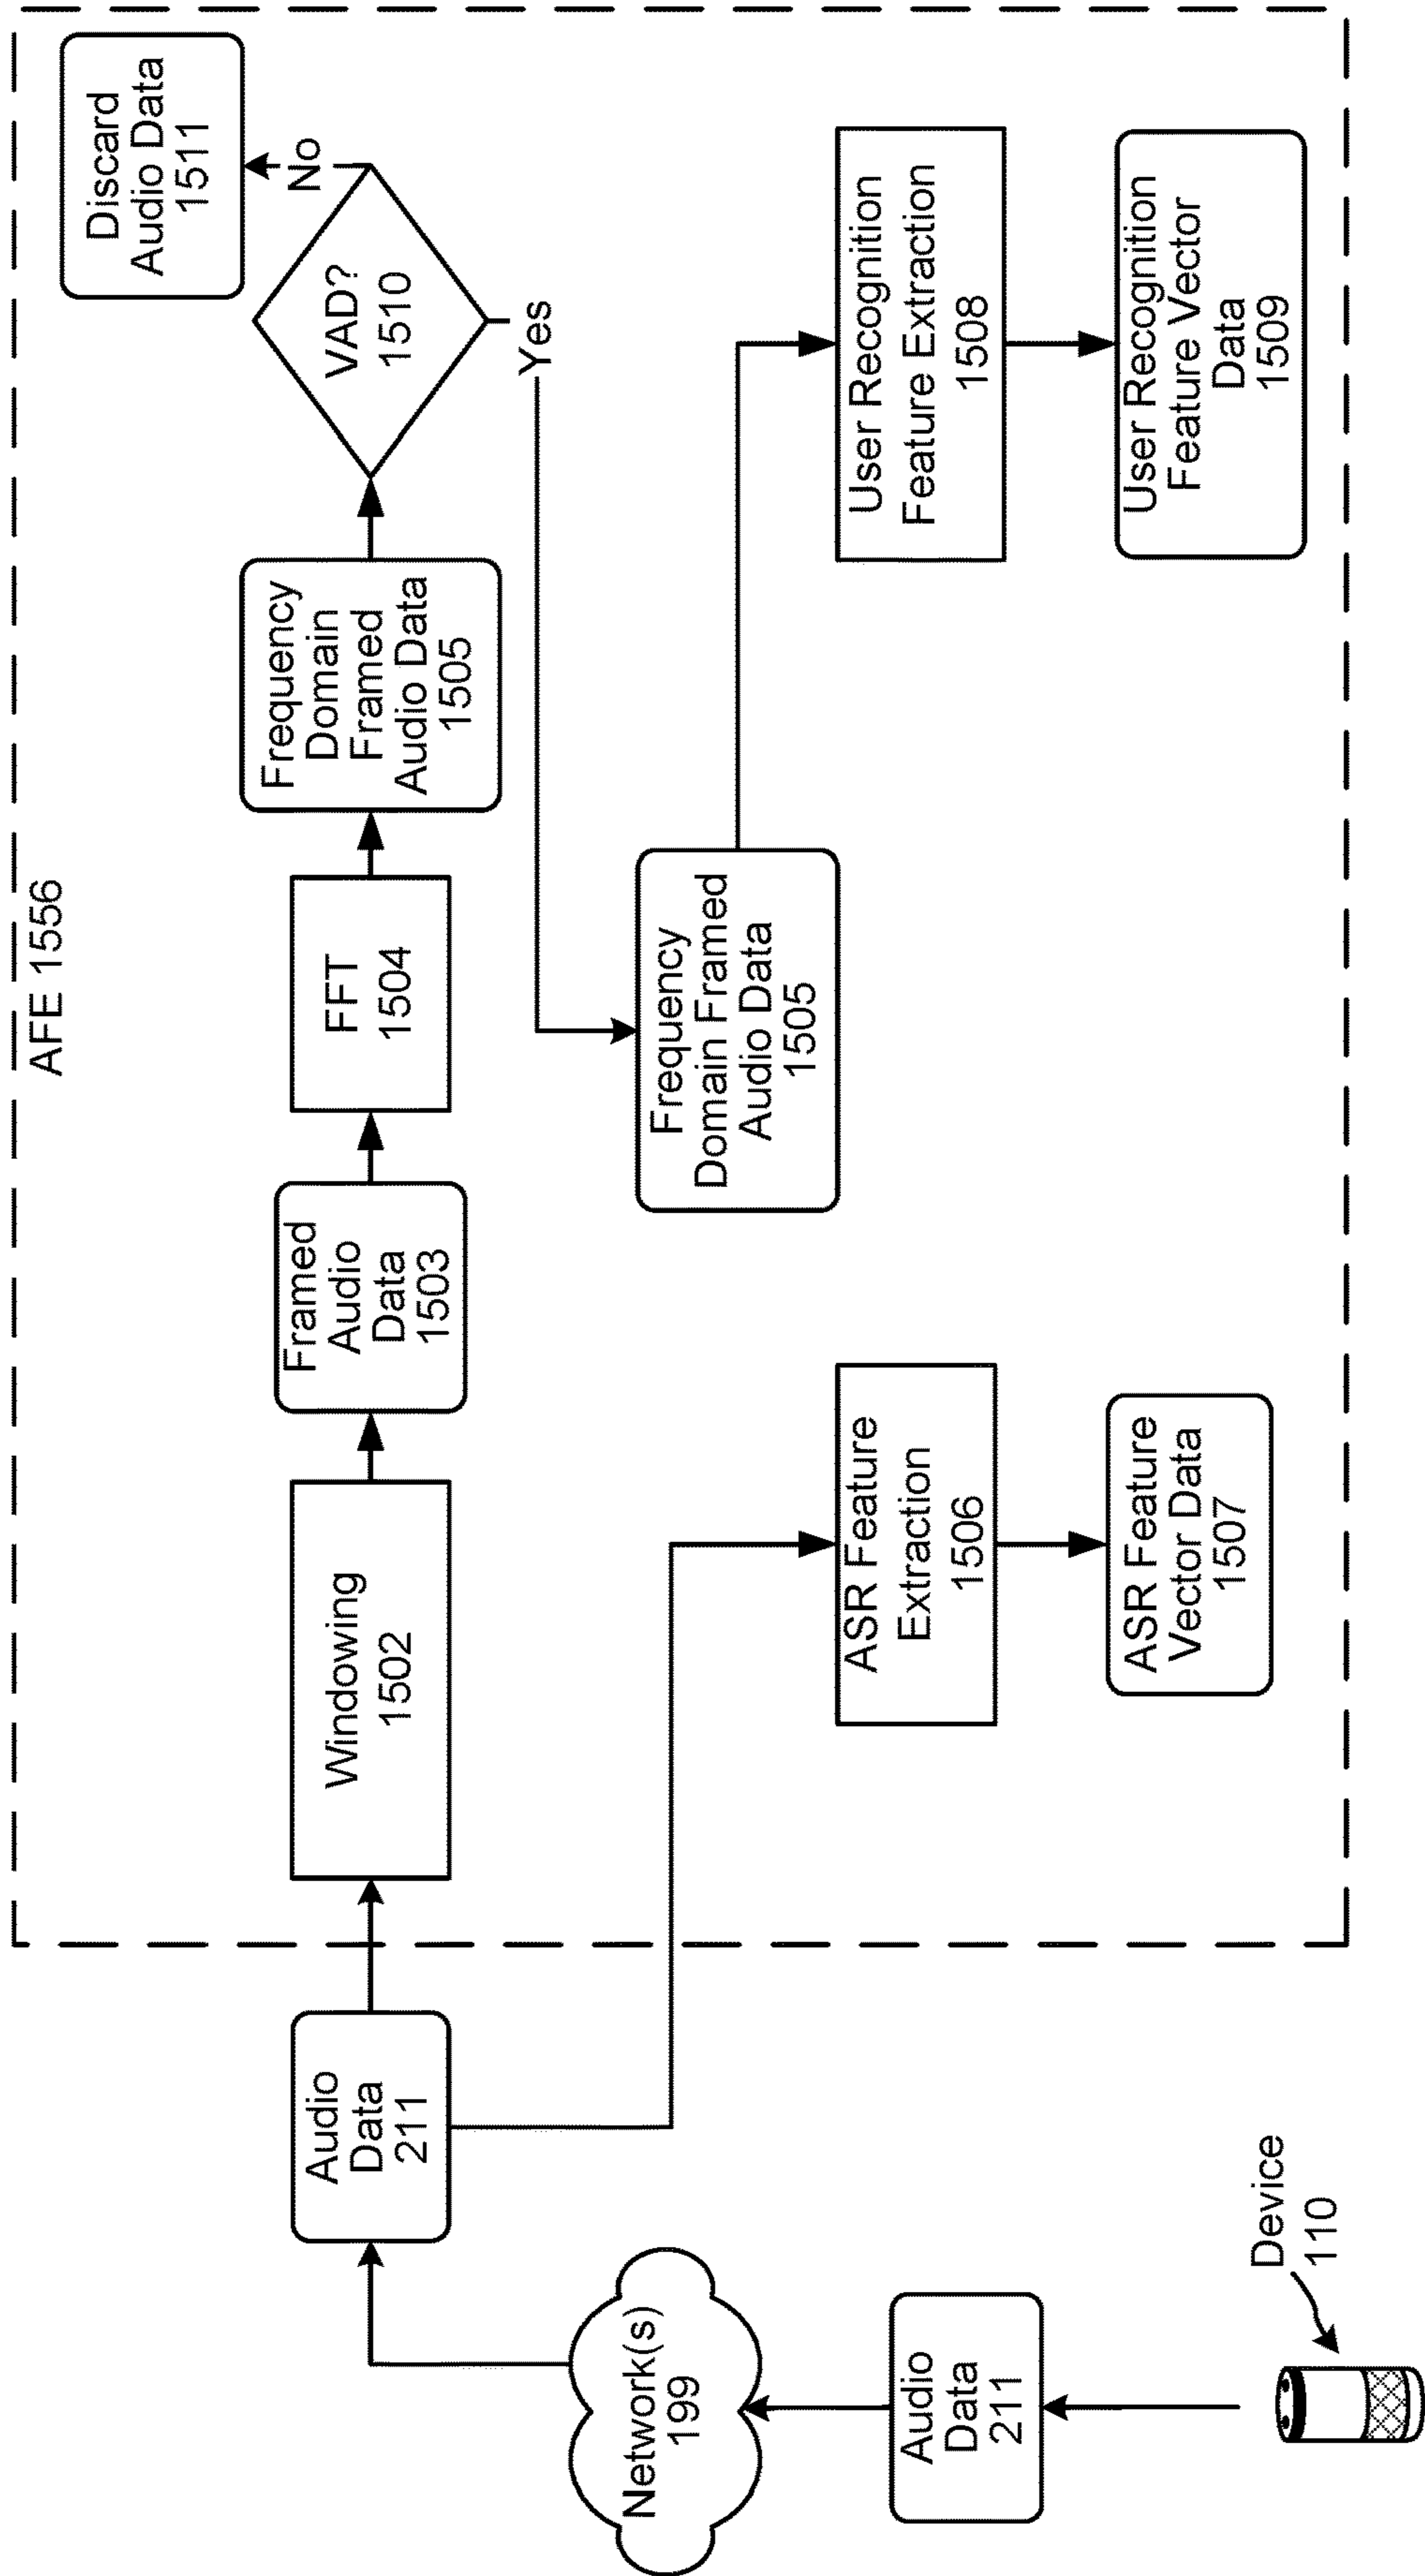 AFE 1556
Discard
Audio Data
1511
No
VAD?
1510
Yes
Frequency
Domain
Framed
Audio Data
1505
FFT
1504
Framed
Audio
Data
1503
Windowing
1502
Audio
Data
211
Network(s)
199
Audio
Data
211
Device
110
Frequency
Domain Framed
Audio Data
1505
ASR Feature
Extraction
1506
ASR Feature
Vector Data
1507
User Recognition
Feature Extraction
1508
User Recognition
Feature Vector
Data
1509